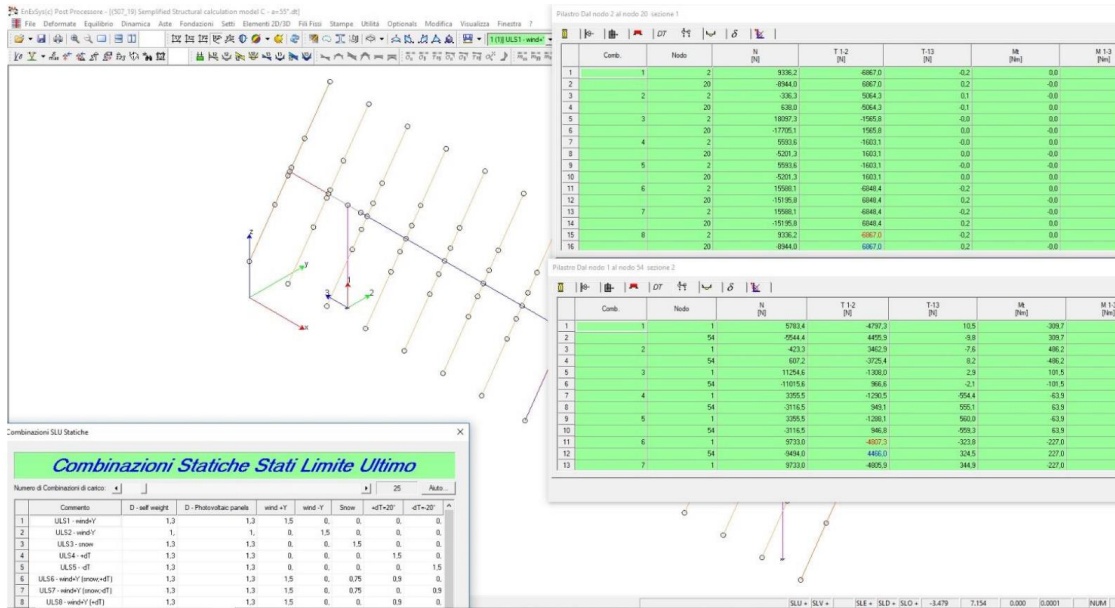 EnExSys(c) Post Processore - [(507_19) Semplified Structural calculation model C - a=55°.dt]
File Deformate Equilibrio Dinamica Aste Fondazioni Setti Elementi 2D/3D Fili Fissi Stampe Utilità Optionals Modifica Visualizza Finestra ?
z
y
x
3
1
2
Pilastro Dal nodo 2 al nodo 20 sezione 1
DT δ
Comb. Nodo N [N] T 1-2 [N] T-13 [N] Mt [Nm] M 1-3 [Nm]
1 1 2 9336,2 -6867,0 -0,2 0,0
2 20 -8944,0 6867,0 0,2 -0,0
3 2 2 -336,3 5064,3 0,1 -0,0
4 20 638,0 -5064,3 -0,1 0,0
5 3 2 18097,3 -1565,8 -0,0 0,0
6 20 -17705,1 1565,8 0,0 -0,0
7 4 2 5593,6 -1603,1 -0,0 0,0
8 20 -5201,3 1603,1 0,0 -0,0
9 5 2 5593,6 -1603,1 -0,0 0,0
10 20 -5201,3 1603,1 0,0 -0,0
11 6 2 15588,1 -6848,4 -0,2 0,0
12 20 -15195,8 6848,4 0,2 -0,0
13 7 2 15588,1 -6848,4 -0,2 0,0
14 20 -15195,8 6848,4 0,2 -0,0
15 8 2 9336,2 -6867,0 -0,2 0,0
16 20 -8944,0 6867,0 0,2 -0,0
Pilastro Dal nodo 1 al nodo 54 sezione 2
DT δ
Comb. Nodo N [N] T 1-2 [N] T-13 [N] Mt [Nm]
1 1 1 5783,4 -4797,3 10,5 -309,7
2 54 -5544,4 4455,9 -9,8 309,7
3 2 1 -423,3 3462,9 -7,6 486,2
4 54 607,2 -3725,4 8,2 -486,2
5 3 1 11254,6 -1308,0 2,9 101,5
6 54 -11015,6 966,6 -2,1 -101,5
7 4 1 3355,5 -1290,5 -554,4 -63,9
8 54 -3116,5 949,1 555,1 63,9
9 5 1 3355,5 -1288,1 560,0 -63,9
10 54 -3116,5 946,8 -559,3 63,9
11 6 1 9733,0 -4807,3 -323,8 -227,0
12 54 -9494,0 4466,0 324,5 227,0
13 7 1 9733,0 -4805,9 344,9 -227,0
Combinazioni SLU Statiche
Combinazioni Statiche Stati Limite Ultimo
Numero di Combinazioni di carico: 25 Auto...
Commento D - self weight D - Photovoltaic panels wind +Y wind -Y Snow +dT=20° -dT=-20°
1 ULS1 - wind+Y 1,3 1,3 1,5 0, 0, 0, 0,
2 ULS2 - wind-Y 1, 1, 0, 1,5 0, 0, 0,
3 ULS3 - snow 1,3 1,3 0, 0, 1,5 0, 0,
4 ULS4 - +dT 1,3 1,3 0, 0, 0, 1,5 0,
5 ULS5 - -dT 1,3 1,3 0, 0, 0, 0, 1,5
6 ULS6 - wind+Y (snow;+dT) 1,3 1,3 1,5 0, 0,75 0,9 0,
7 ULS7 - wind+Y (snow;-dT) 1,3 1,3 1,5 0, 0,75 0, 0,9
8 ULS8 - wind+Y (+dT) 1,3 1,3 1,5 0, 0, 0,9 0,
SLU + SLV + SLE + SLD + SLO + -3.479 7.154 0.000 0.0001 NUM